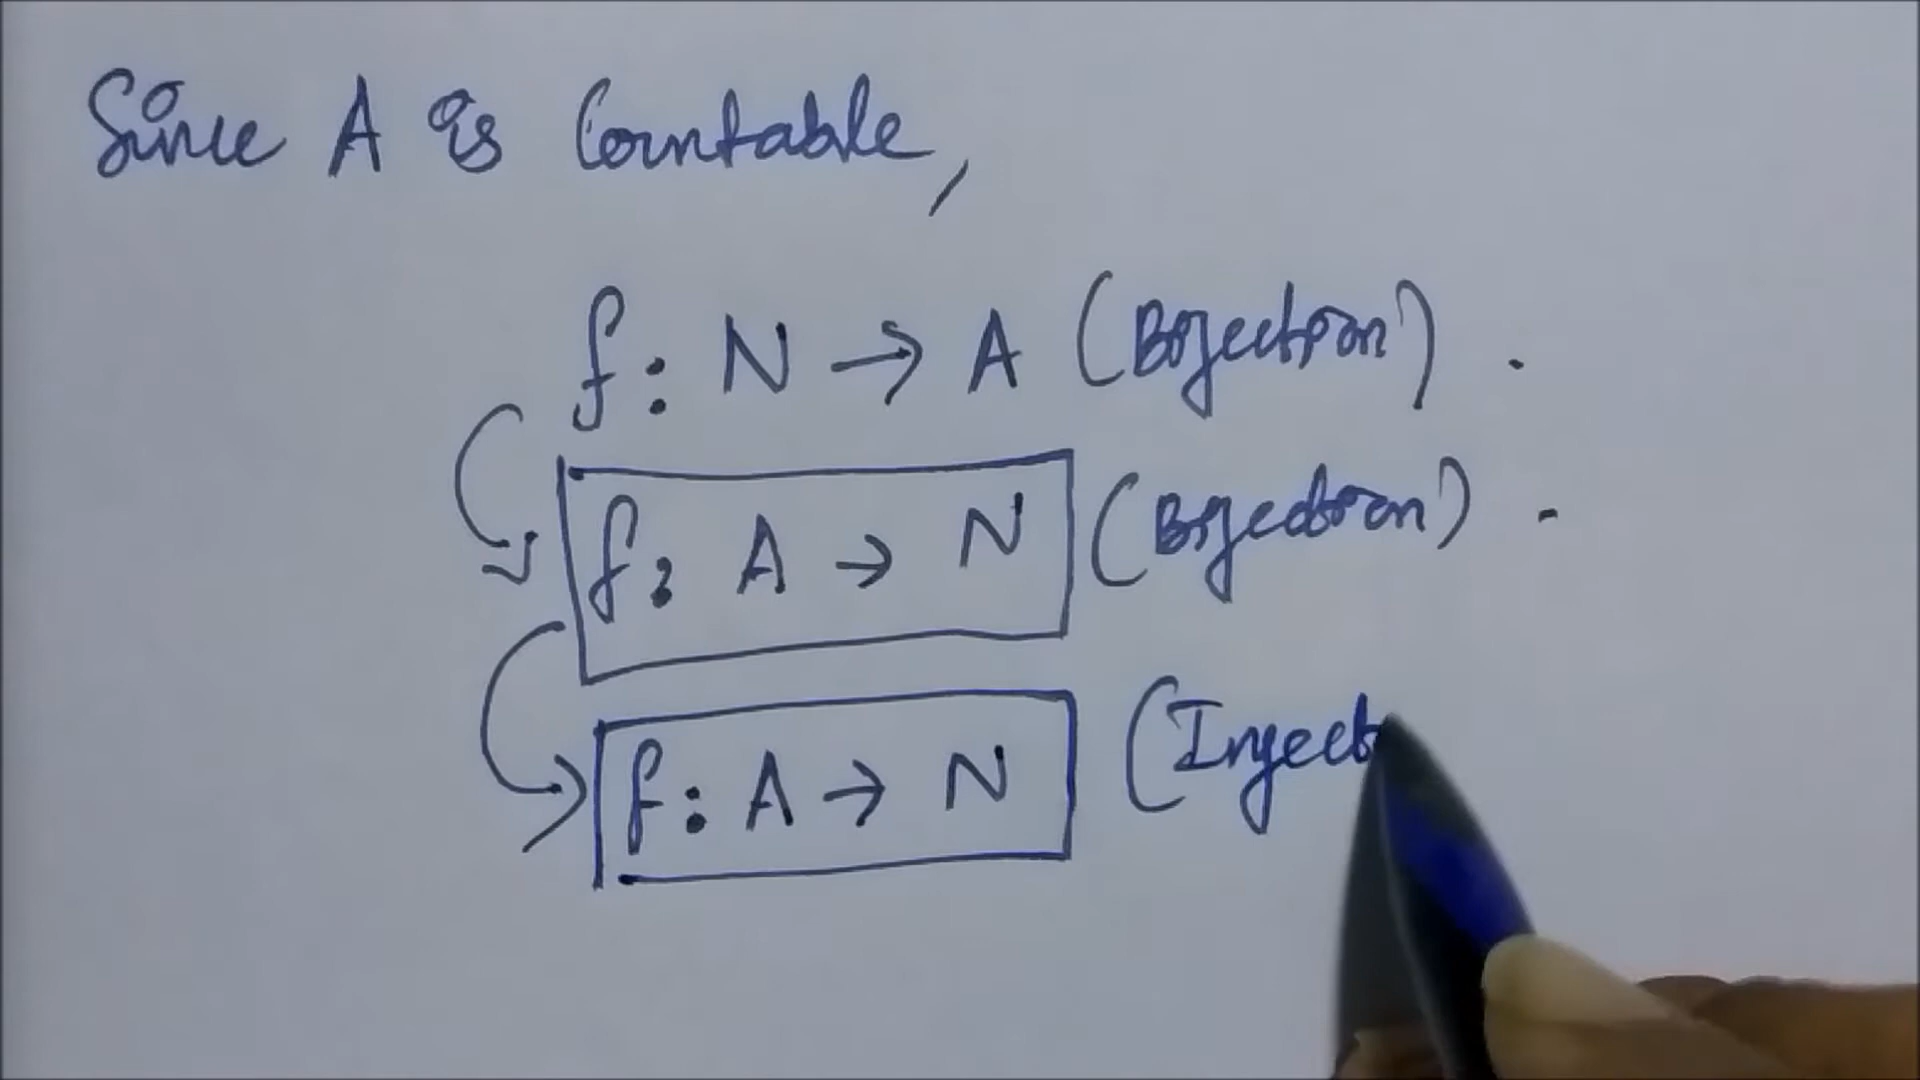 Since A is Countable,
f: N → A (Bijection).
f: A → N (Bijection).
f: A → N (Inject